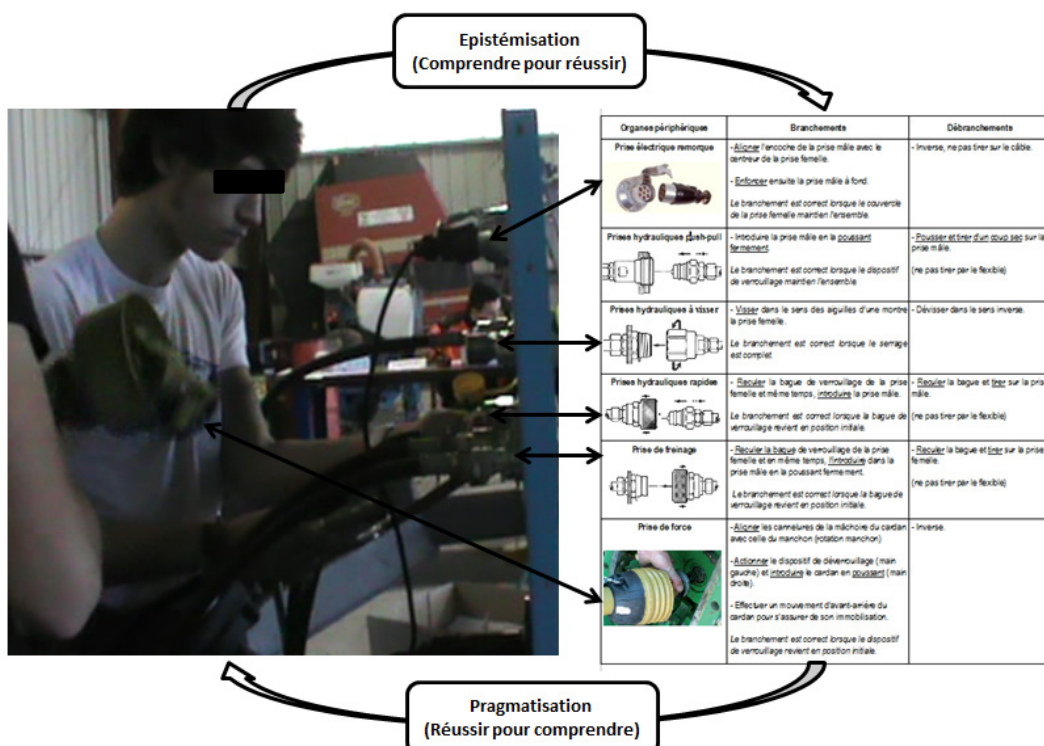 Epistémisation
(Comprendre pour réussir)
Organes périphériques
Branchements
Débranchements
Prise électrique remorque
- Aligner l'encoche de la prise mâle avec le
centreur de la prise femelle.
- Enforcer ensuite la prise mâle à fond.
Le branchement est correct lorsque le couvercle
de la prise femelle maintien l'ensemble.
- Inverse, ne pas tirer sur le câble.
Prises hydrauliques push-pull
- Introduire la prise mâle en la poussant
fermement.
Le branchement est correct lorsque le dispositif
de verrouillage maintien l'ensemble.
- Pousser et tirer d'un coup sec sur la
prise mâle.
(ne pas tirer par le flexible)
Prises hydrauliques à visser
- Visser dans le sens des aiguilles d'une montre
la prise femelle.
Le branchement est correct lorsque le serrage
est complet.
- Dévisser dans le sens inverse.
Prises hydrauliques rapides
- Reculer la bague de verrouillage de la prise
femelle et même temps, introduire la prise mâle.
Le branchement est correct lorsque la bague de
verrouillage revient en position initiale.
- Reculer la bague et tirer sur la prise
mâle.
(ne pas tirer par le flexible)
Prise de freinage
- Reculer la bague de verrouillage de la prise
femelle et en même temps, l'introduire dans la
prise mâle en la poussant fermement.
Le branchement est correct lorsque la bague de
verrouillage revient en position initiale.
- Reculer la bague et tirer sur la prise
femelle.
(ne pas tirer par le flexible)
Prise de force
- Aligner les cannelures de la mâchoire du cardan
avec celle du manchon (rotation manchon)
- Actionner le dispositif de déverrouillage (main
gauche) et introduire le cardan en poussant (main
droite).
- Effectuer un mouvement d'avant-arrière du
cardan pour s'assurer de son immobilisation.
Le branchement est correct lorsque le dispositif
de verrouillage revient en position initiale.
- Inverse.
Pragmatisation
(Réussir pour comprendre)